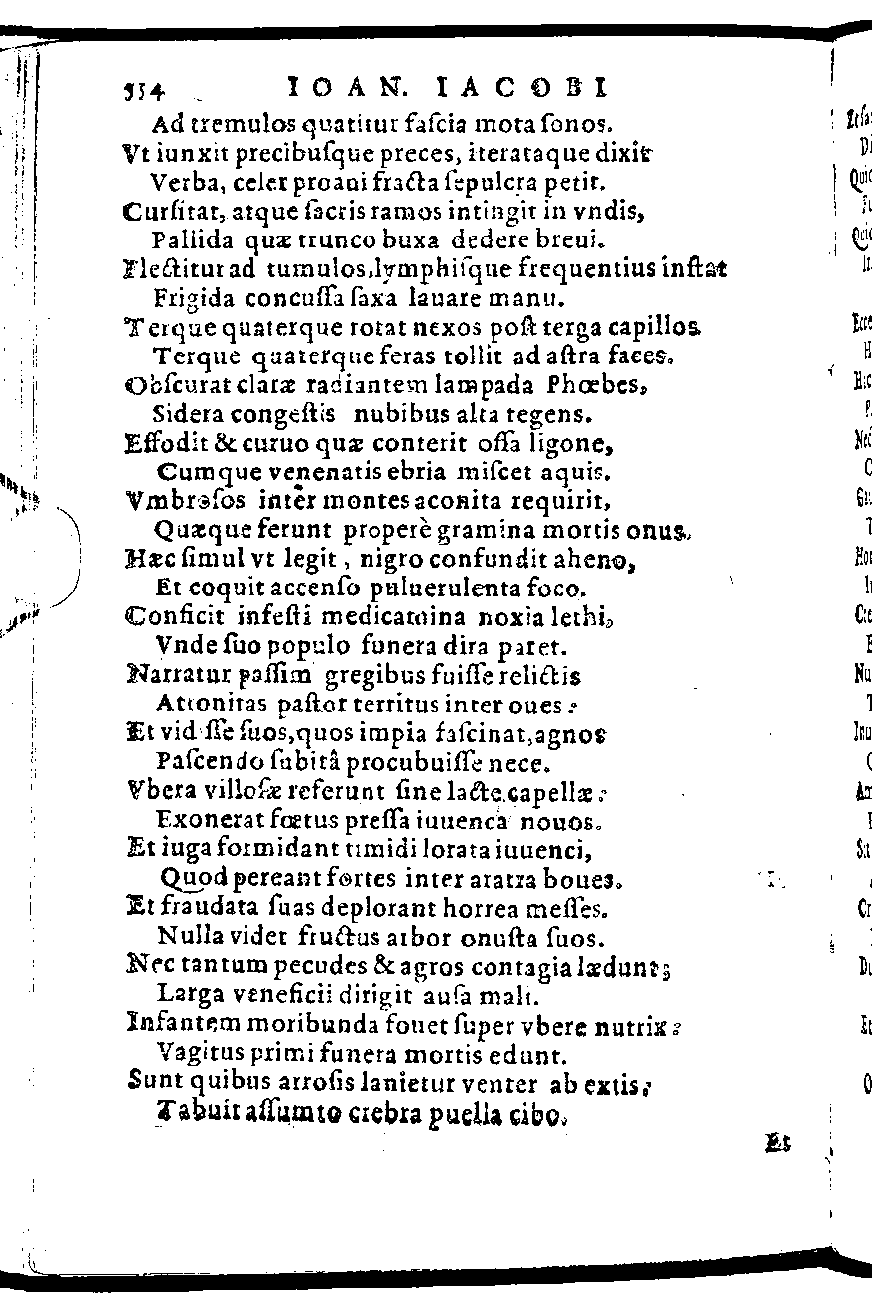 554 IOAN. IACOBI
Ad tremulos quatitur faſcia mota ſonos.
Vt iunxit precibuſque preces, iterataque dixit
Verba, celer proaui fracta ſepulcra petit.
Curſitat, atque ſacris ramos intingit in vndis,
Pallida quæ trunco buxa dedere breui.
Flectitur ad tumulos, lymphiſque frequentius inſtat
Frigida concuſſa ſaxa lauare manu.
Terque quaterque rotat nexos poſt terga capillos.
Terque quaterque feras tollit ad aſtra faces.
Obſcurat claræ radiantem lampada Phœbes,
Sidera congeſtis nubibus alta tegens.
Effodit & curuo quæ conterit oſſa ligone,
Cumque venenatis ebria miſcet aquis.
Vmbroſos inter montes aconita requirit,
Quæque ferunt properè gramina mortis onus.
Hæc ſimul vt legit, nigro confundit aheno,
Et coquit accenſo puluerulenta foco.
Conficit infeſti medicamina noxia lethi,
Vnde ſuo populo funera dira paret.
Narratur paſſim gregibus fuiſſe relictis
Attonitas paſtor territus inter oues:
Et vidiſſe ſuos, quos impia faſcinat, agnos
Paſcendo ſubitâ procubuiſſe nece.
Vbera villoſæ referunt ſine lacte capellæ:
Exonerat fœtus preſſa iuuenca nouos.
Et iuga formidant timidi lorata iuuenci,
Quod pereant fortes inter aratra boues.
Et fraudata ſuas deplorant horrea meſſes.
Nulla videt fructus arbor onuſta ſuos.
Nec tantum pecudes & agros contagia lædunt;
Larga veneficii dirigit auſa mali.
Infantem moribunda fouet ſuper vbere nutrix:
Vagitus primi funera mortis edunt.
Sunt quibus arroſis lanietur venter ab extis:
Tabuit aſſumto crebra puella cibo.
Et